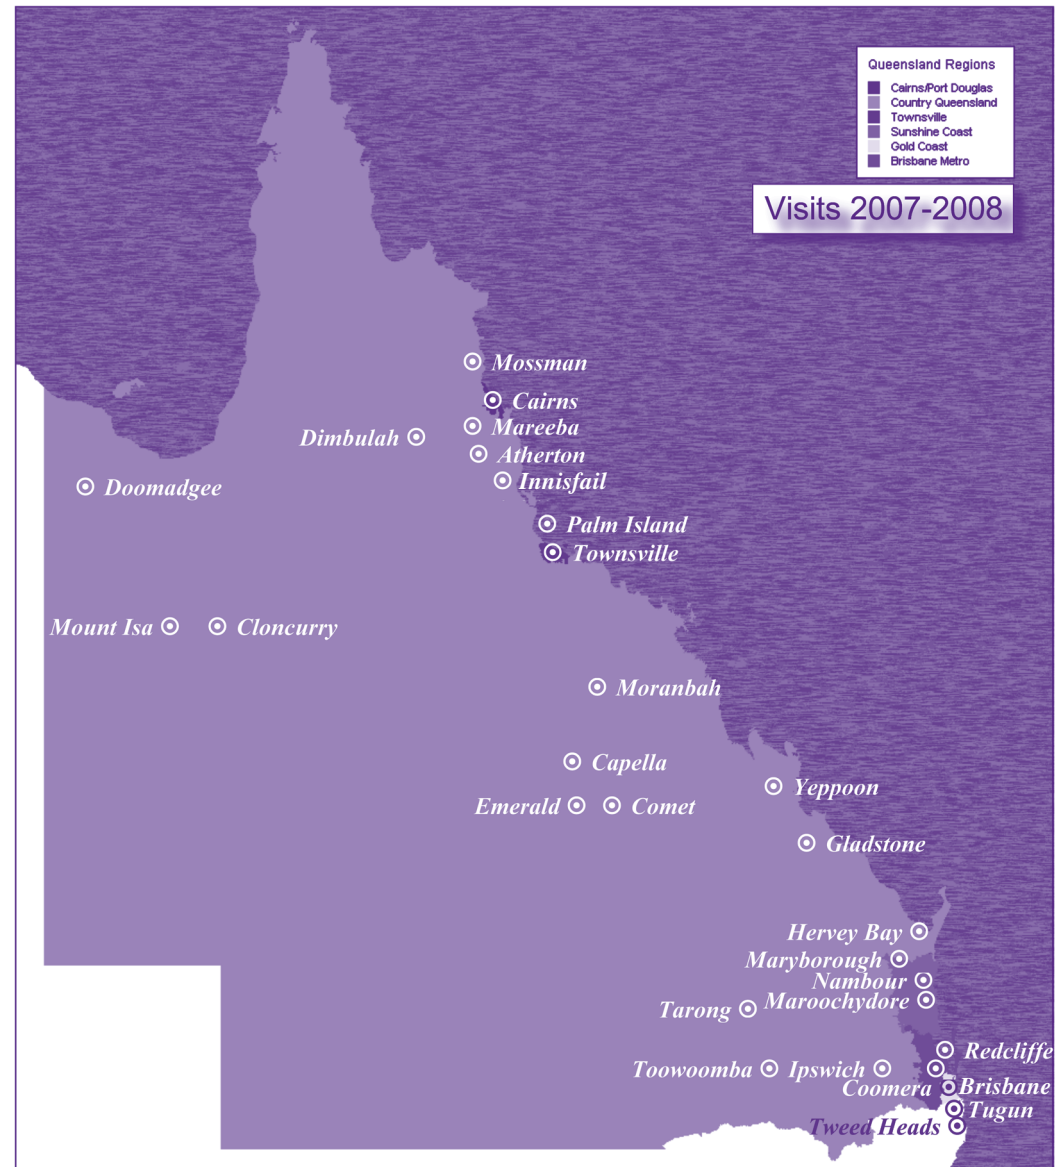 Queensland Regions
Cairns/Port Douglas
Country Queensland
Townsville
Sunshine Coast
Gold Coast
Brisbane Metro
Visits 2007-2008
Mossman
Cairns
Mareeba
Dimbulah
Atherton
Innisfail
Doomadgee
Palm Island
Townsville
Mount Isa
Cloncurry
Moranbah
Capella
Yeppoon
Emerald
Comet
Gladstone
Hervey Bay
Maryborough
Nambour
Maroochydore
Tarong
Redcliffe
Toowoomba
Ipswich
Coomera
Brisbane
Tugun
Tweed Heads